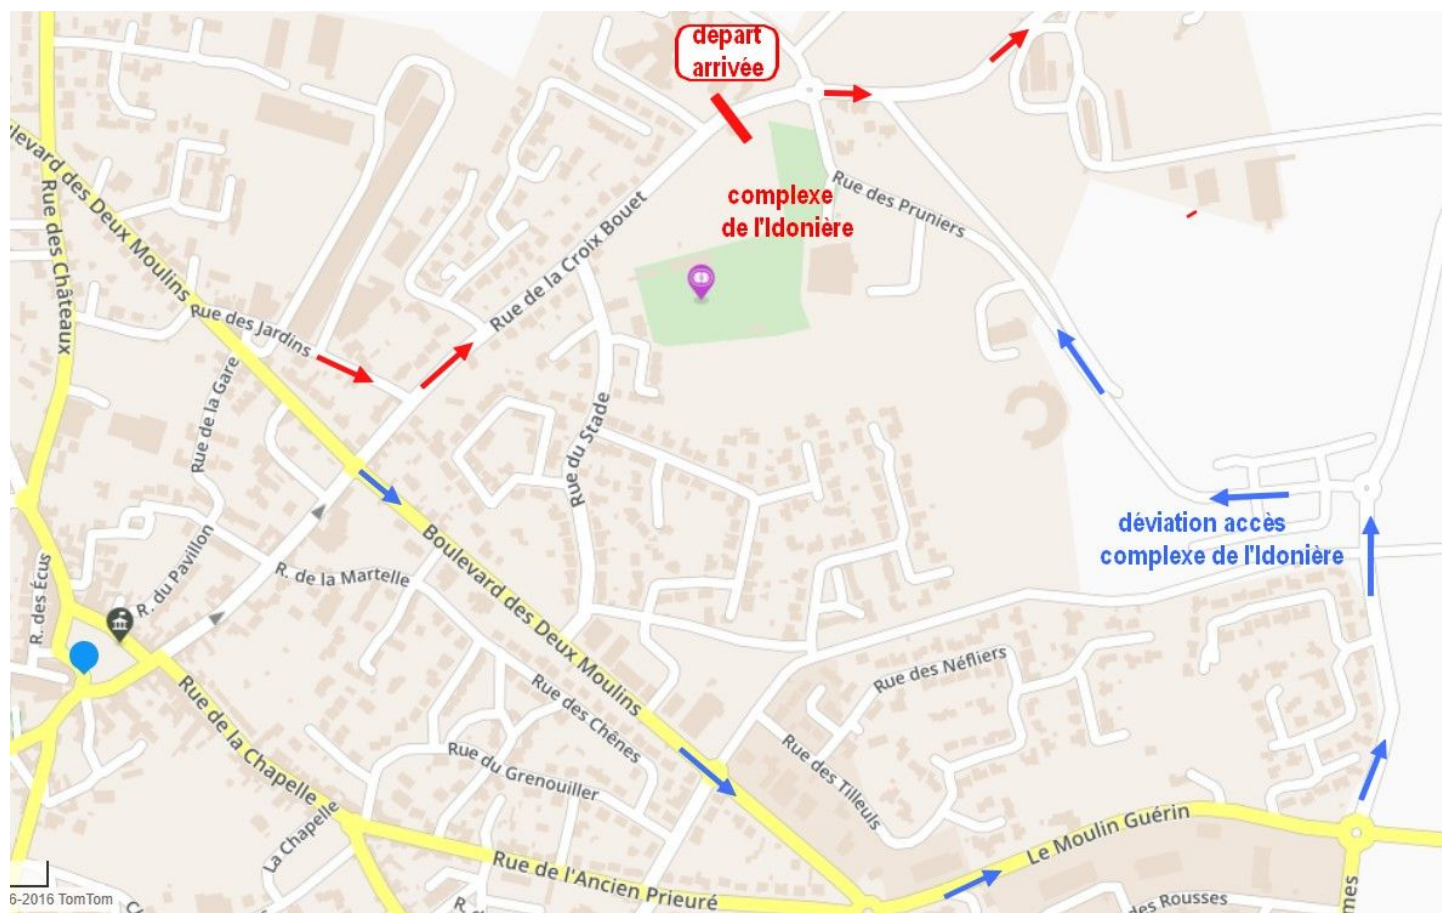 depart
arrivée
complexe
de l'Idonière
Rue des Pruniers
Rue de la Croix Bouet
Boulevard des Deux Moulins
Rue des Châteaux
Rue des Jardins
Rue de la Gare
Rue du Stade
déviation accès
complexe de l'Idonière
R. du Pavillon
R. des Écus
R. de la Martelle
Boulevard des Deux Moulins
Rue des Néfliers
Rue des Chênes
Rue de la Chapelle
Rue du Grenouiller
Rue des Tilleuls
La Chapelle
Le Moulin Guérin
Rue de l'Ancien Prieuré
6-2016 TomTom
des Rousses